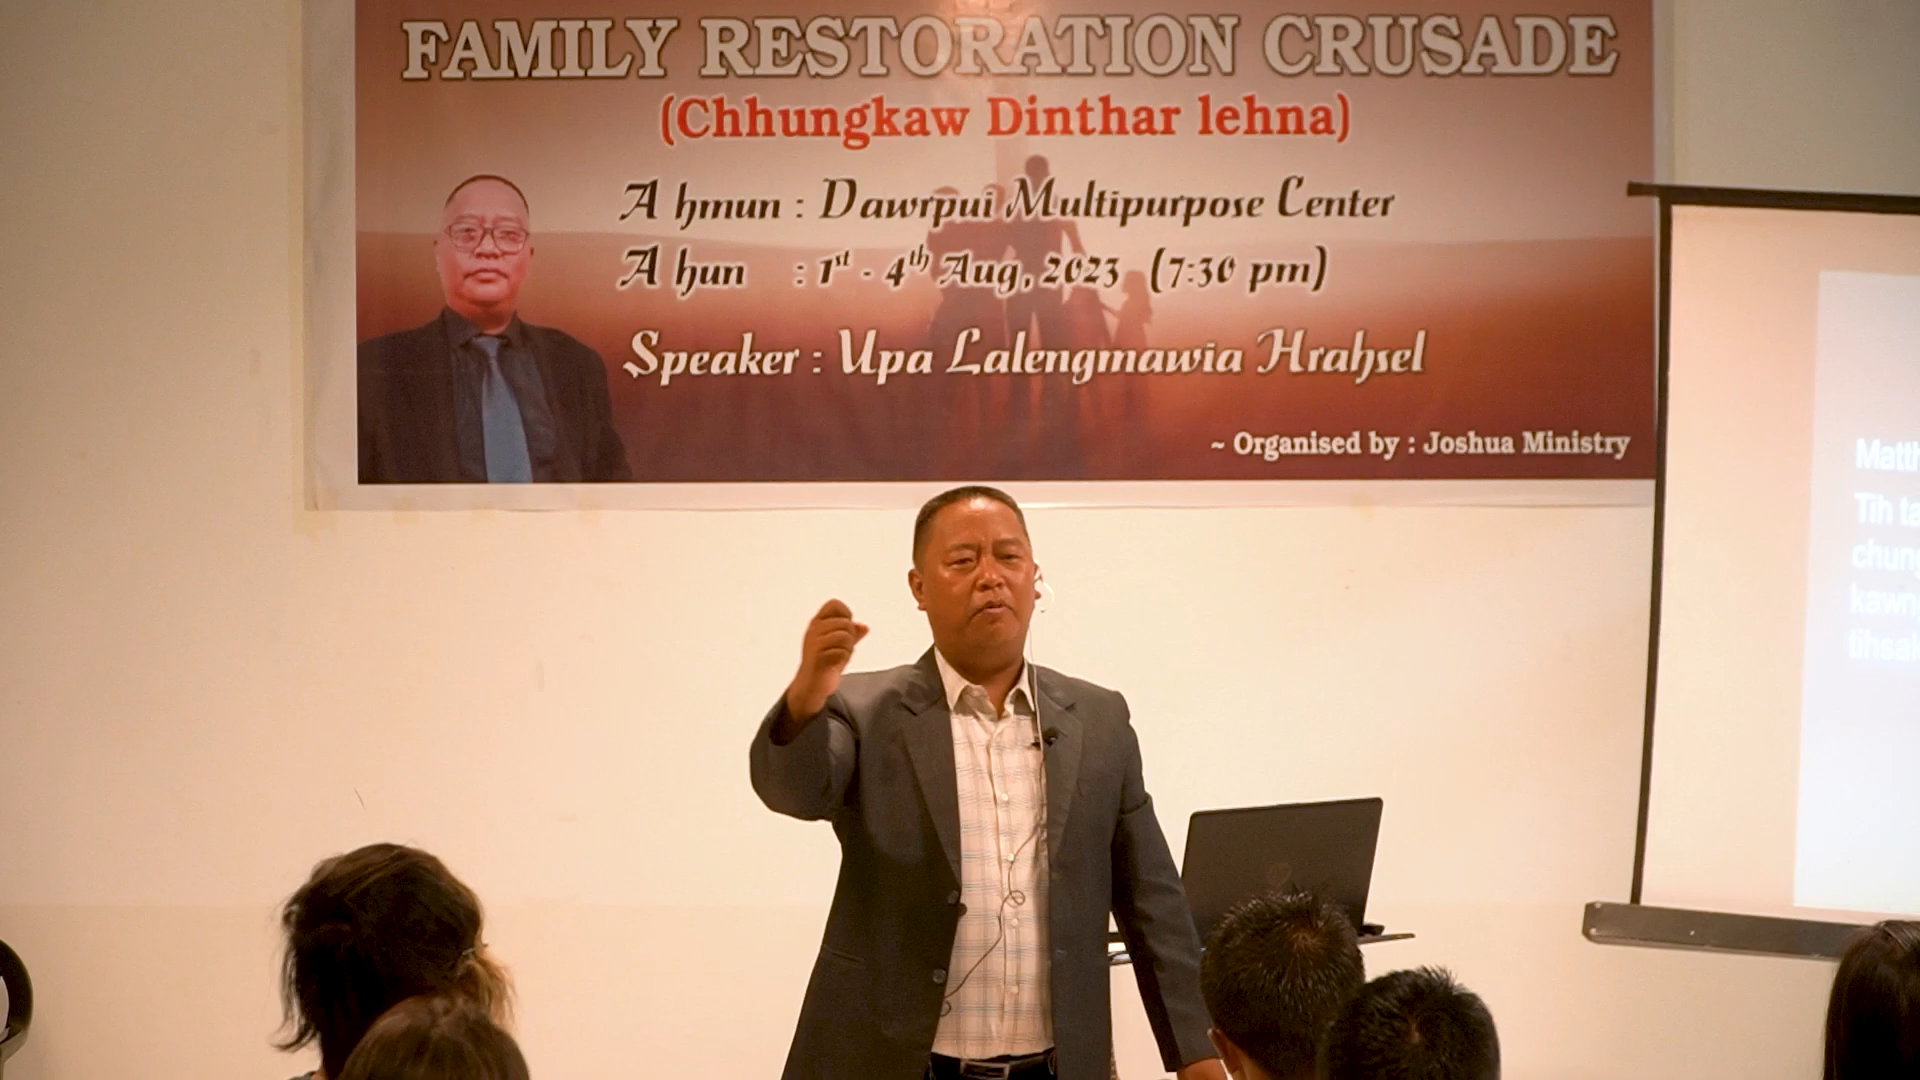 FAMILY RESTORATION CRUSADE
(Chhungkaw Dinthar lehna)
A hmun : Dawrpui Multipurpose Center
A hun : 1st - 4th Aug, 2023 (7:30 pm)
Speaker : Upa Lalengmawia Hrahsel
~ Organised by : Joshua Ministry
Tih